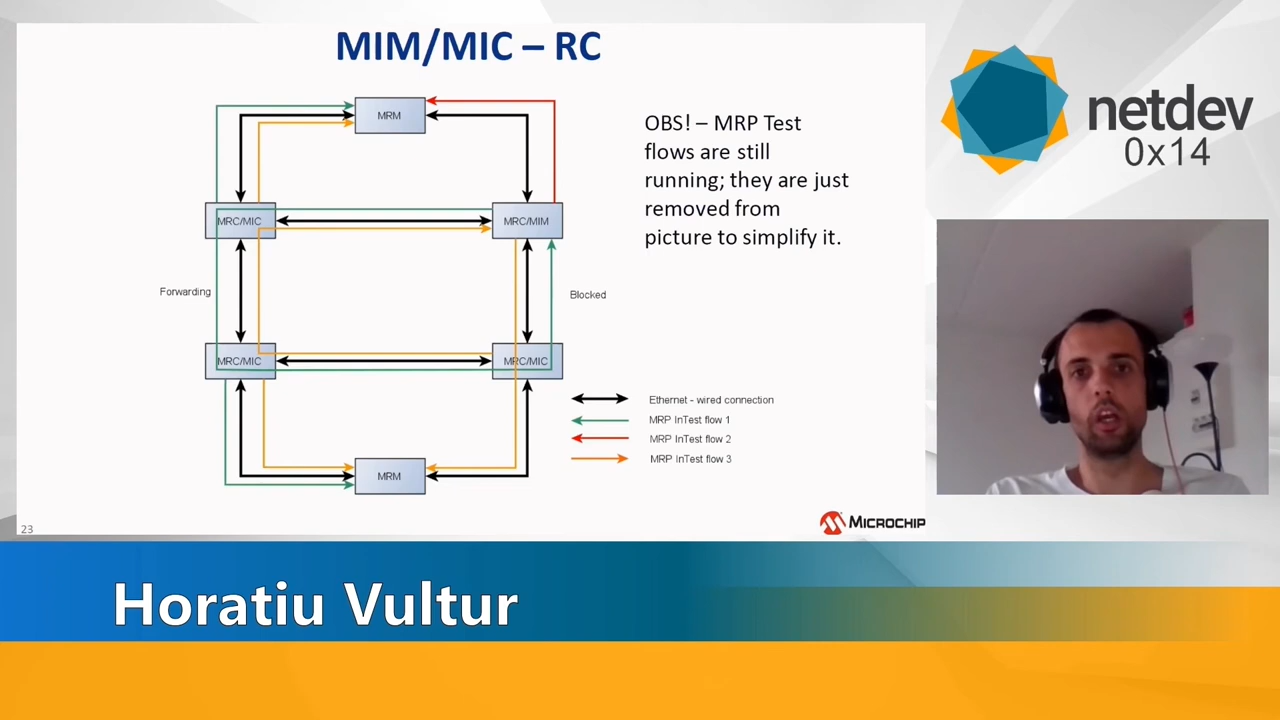 MIM/MIC – RC
MRM
OBS! – MRP Test
flows are still
running; they are just
removed from
picture to simplify it.
MRC/MIC
MRC/MIM
Forwarding
Blocked
MRC/MIC
MRC/MIC
Ethernet - wired connection
MRP InTest flow 1
MRP InTest flow 2
MRP InTest flow 3
MRM
23
MICROCHIP
netdev
0x14
Horatiu Vultur